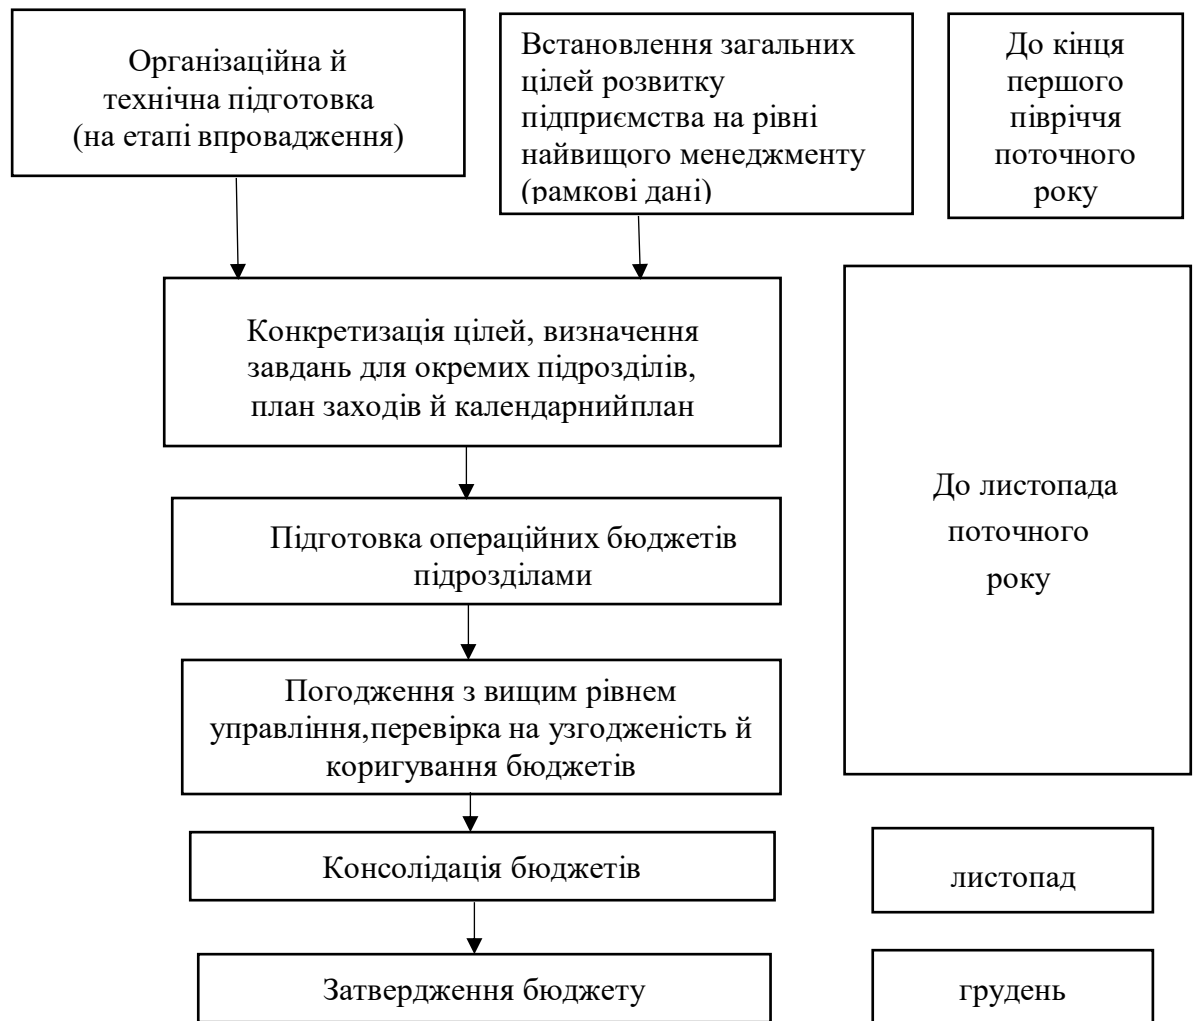 Організаційна й
технічна підготовка
(на етапі впровадження)
Встановлення загальних
цілей розвитку
підприємства на рівні
найвищого менеджменту
(рамкові дані)
До кінця
першого
півріччя
поточного
року
Конкретизація цілей, визначення
завдань для окремих підрозділів,
план заходів й календарнийплан
Підготовка операційних бюджетів
підрозділами
Погодження з вищим рівнем
управління,перевірка на узгодженість й
коригування бюджетів
До листопада
поточного
року
Консолідація бюджетів
листопад
Затвердження бюджету
грудень